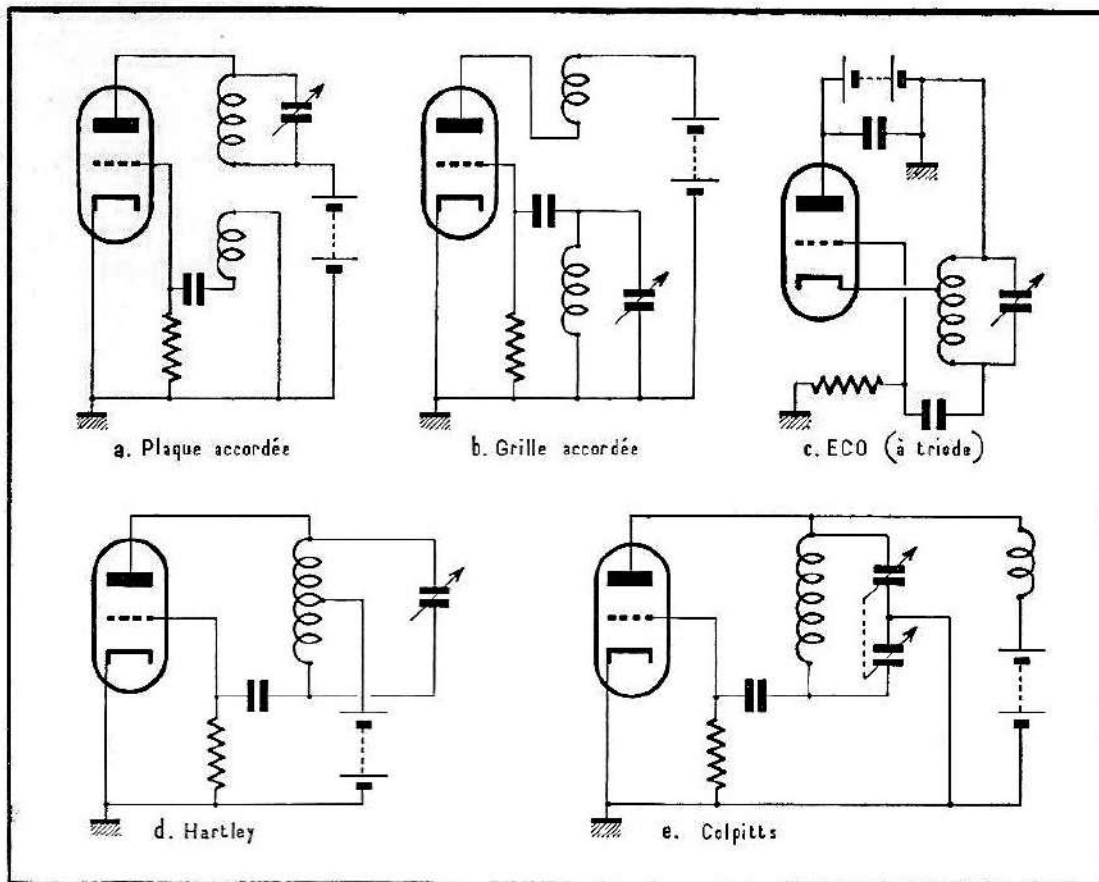 a. Plaque accordée
b. Grille accordée
c. ECO (à triode)
d. Hartley
e. Colpitts